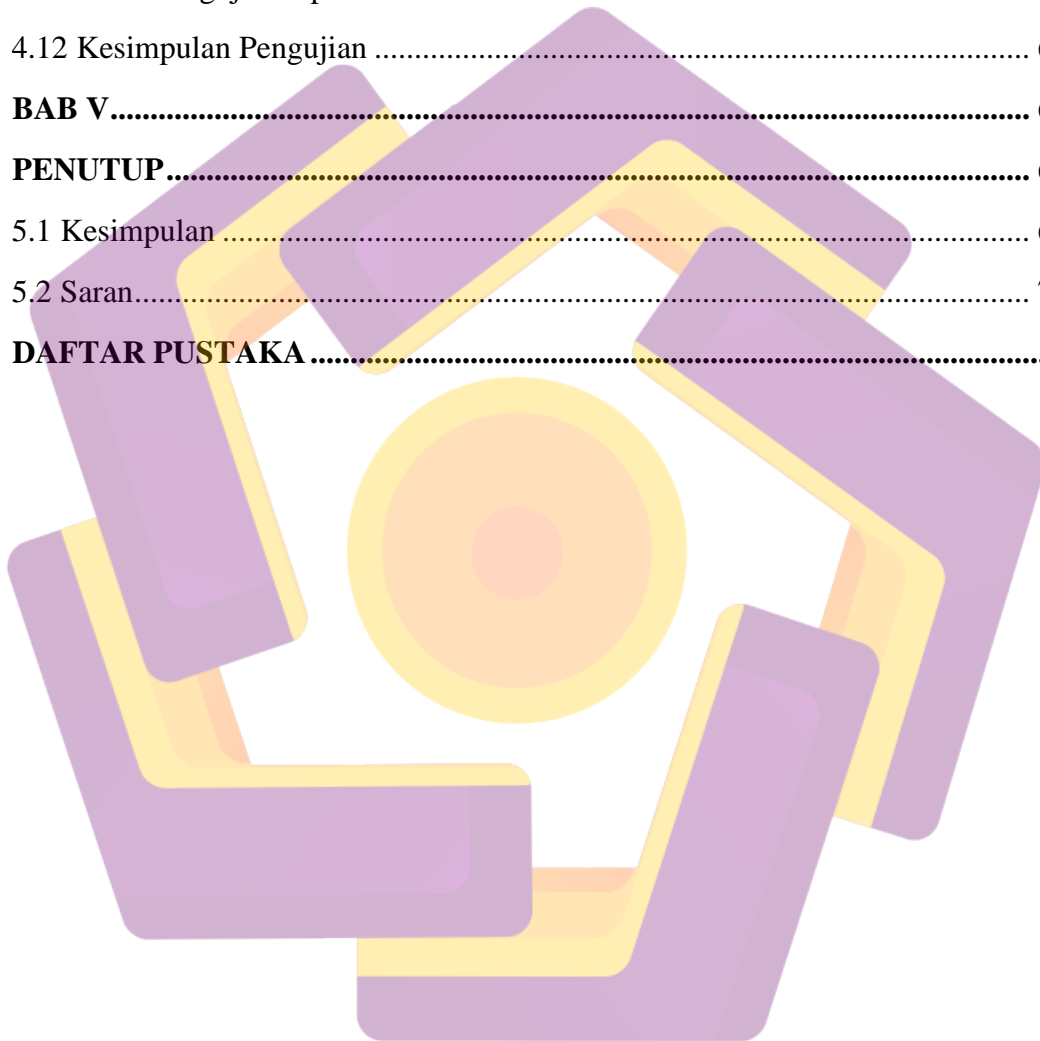 4.12 Kesimpulan Pengujian ....................................................................................
BAB V.....................................................................................................................
PENUTUP..............................................................................................................
5.1 Kesimpulan .......................................................................................................
5.2 Saran..................................................................................................................
DAFTAR PUSTAKA.............................................................................................